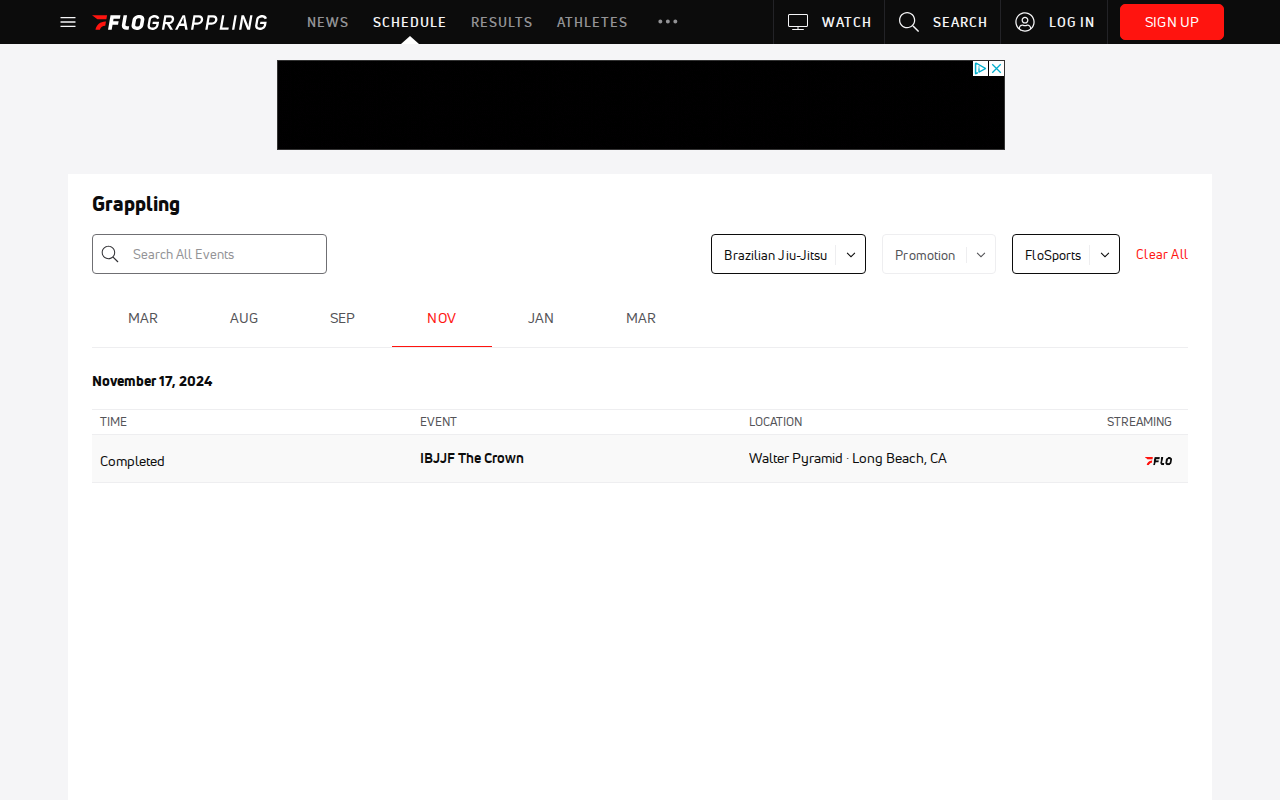 FLOGRAPPLING NEWS SCHEDULE RESULTS ATHLETES ••• WATCH SEARCH LOG IN SIGN UP
Grappling
Search All Events Brazilian Jiu-Jitsu Promotion FloSports Clear All
MAR AUG SEP NOV JAN MAR
November 17, 2024
TIME EVENT LOCATION STREAMING
Completed IBJJF The Crown Walter Pyramid · Long Beach, CA FLO